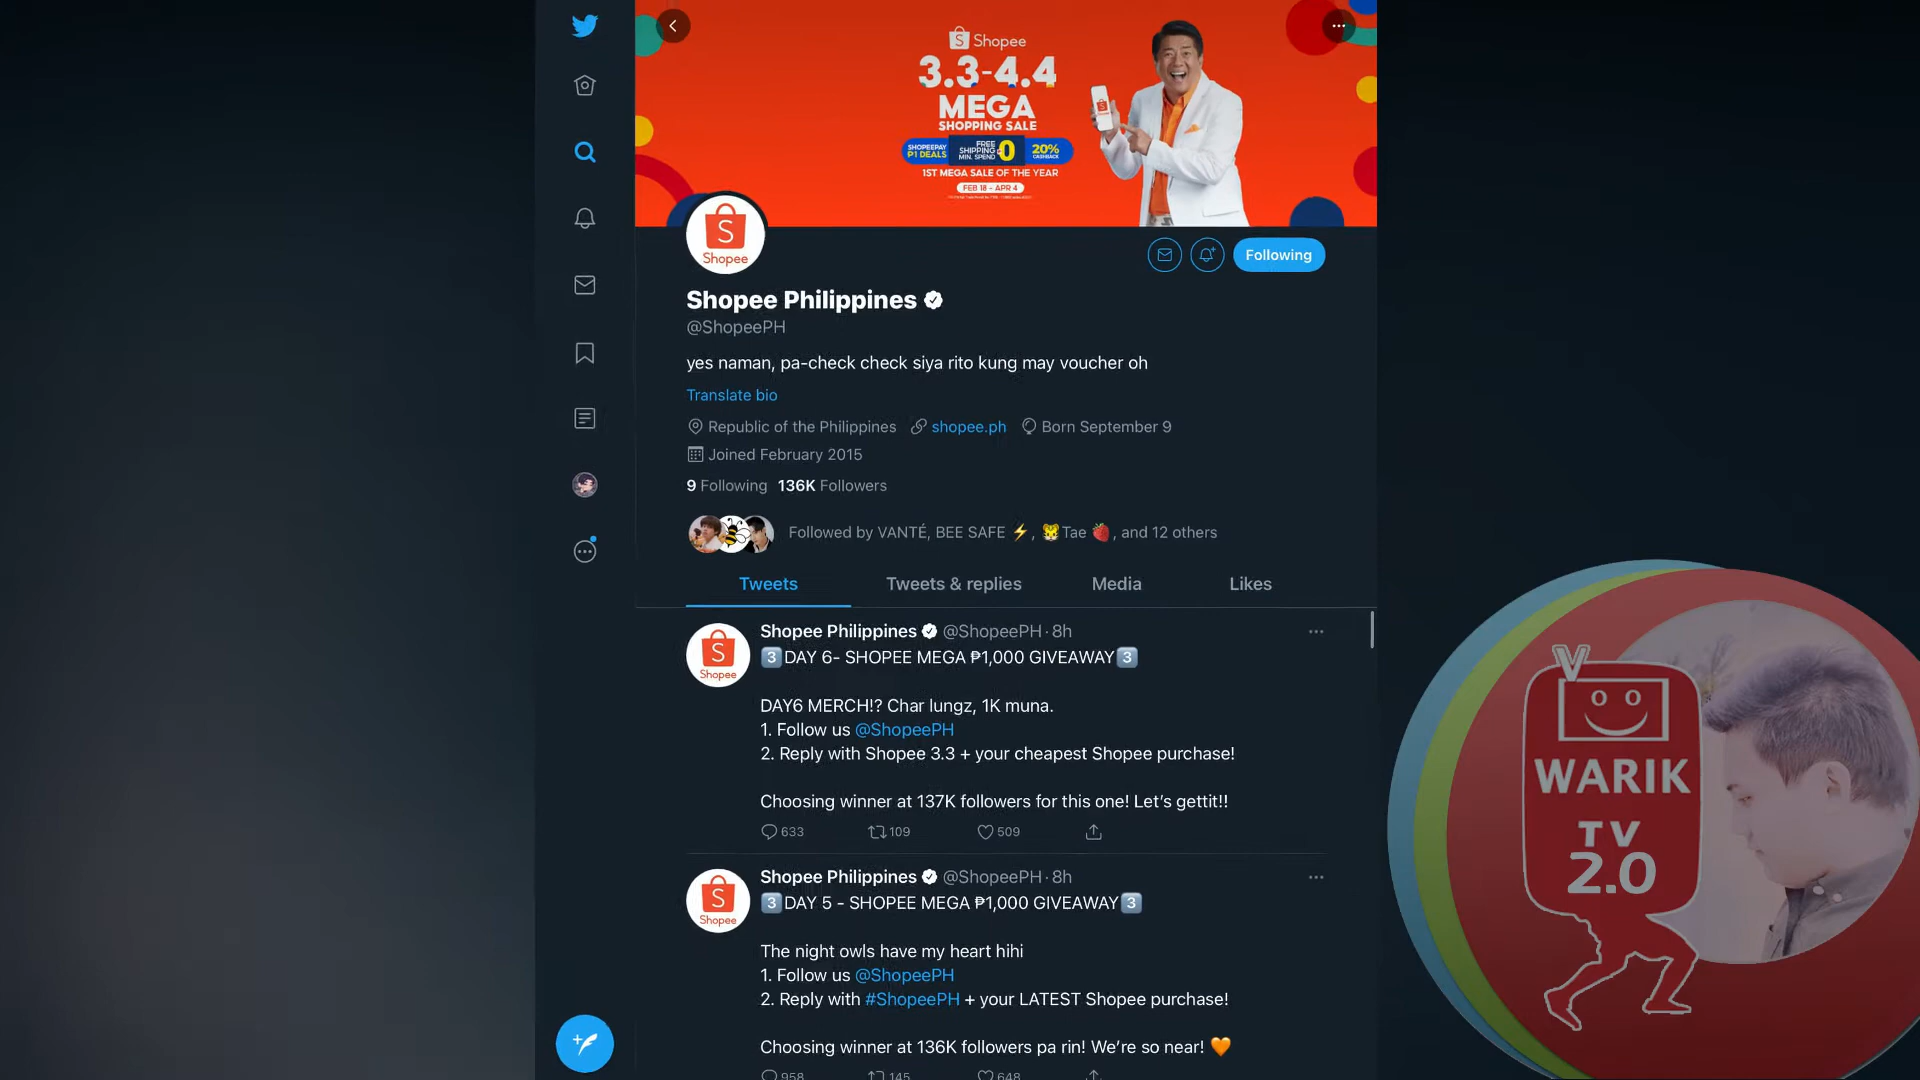 Shopee
3.3-4.4
MEGA
SHOPPING SALE
SHOPEEPAY
₱1 DEALS
FREE
SHIPPING
MIN. SPEND
₱0
20%
CASHBACK
1ST MEGA SALE OF THE YEAR
FEB 18 - APR 4
S
Shopee
Following
Shopee Philippines
@ShopeePH
yes naman, pa-check check siya rito kung may voucher oh
Translate bio
Republic of the Philippines shopee.ph Born September 9
Joined February 2015
9 Following 136K Followers
Followed by VANTÉ, BEE SAFE ⚡, 🐯Tae 🍓, and 12 others
Tweets Tweets & replies Media Likes
S
Shopee
Shopee Philippines @ShopeePH · 8h
3️⃣DAY 6- SHOPEE MEGA ₱1,000 GIVEAWAY3️⃣
DAY6 MERCH!? Char lungz, 1K muna.
1. Follow us @ShopeePH
2. Reply with Shopee 3.3 + your cheapest Shopee purchase!
Choosing winner at 137K followers for this one! Let's gettit!!
633 109 509
S
Shopee
Shopee Philippines @ShopeePH · 8h
3️⃣DAY 5 - SHOPEE MEGA ₱1,000 GIVEAWAY3️⃣
The night owls have my heart hihi
1. Follow us @ShopeePH
2. Reply with #ShopeePH + your LATEST Shopee purchase!
Choosing winner at 136K followers pa rin! We're so near! 🧡
958 145 648
WARIK
TV
2.0